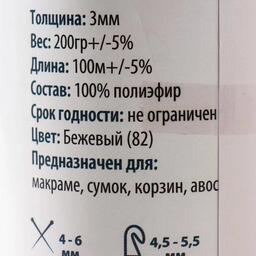 Толщина: 3мм
Вес: 200гр+/-5%
Длина: 100м+/-5%
Состав: 100% полиэфир
Срок годности: не ограничен
Цвет: Бежевый (82)
Предназначен для:
макраме, сумок, корзин, авос
4 - 6 4,5 - 5,5
мм мм